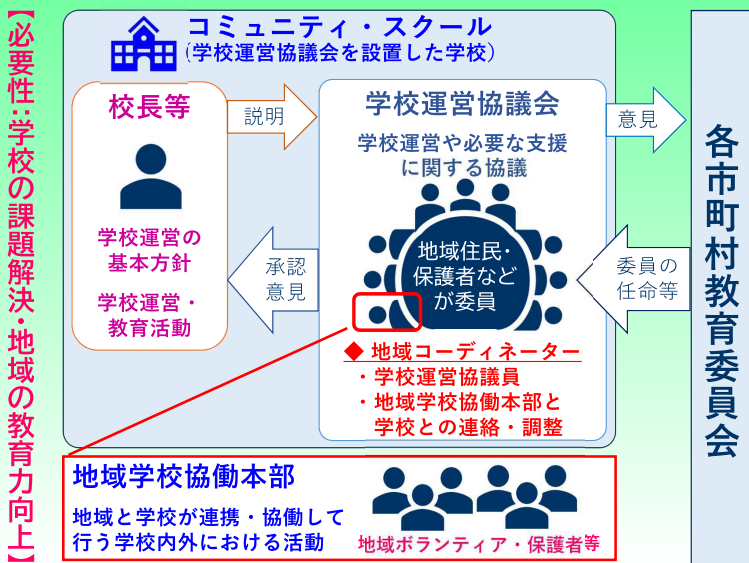 【必要性：学校の課題解決・地域の教育力向上】
コミュニティ・スクール
(学校運営協議会を設置した学校)
校長等
学校運営の
基本方針
学校運営・
教育活動
説明
承認
意見
学校運営協議会
学校運営や必要な支援
に関する協議
地域住民・
保護者など
が委員
◆ 地域コーディネーター
・学校運営協議員
・地域学校協働本部と
学校との連絡・調整
意見
委員の
任命等
各市町村教育委員会
地域学校協働本部
地域と学校が連携・協働して
行う学校内外における活動
地域ボランティア・保護者等